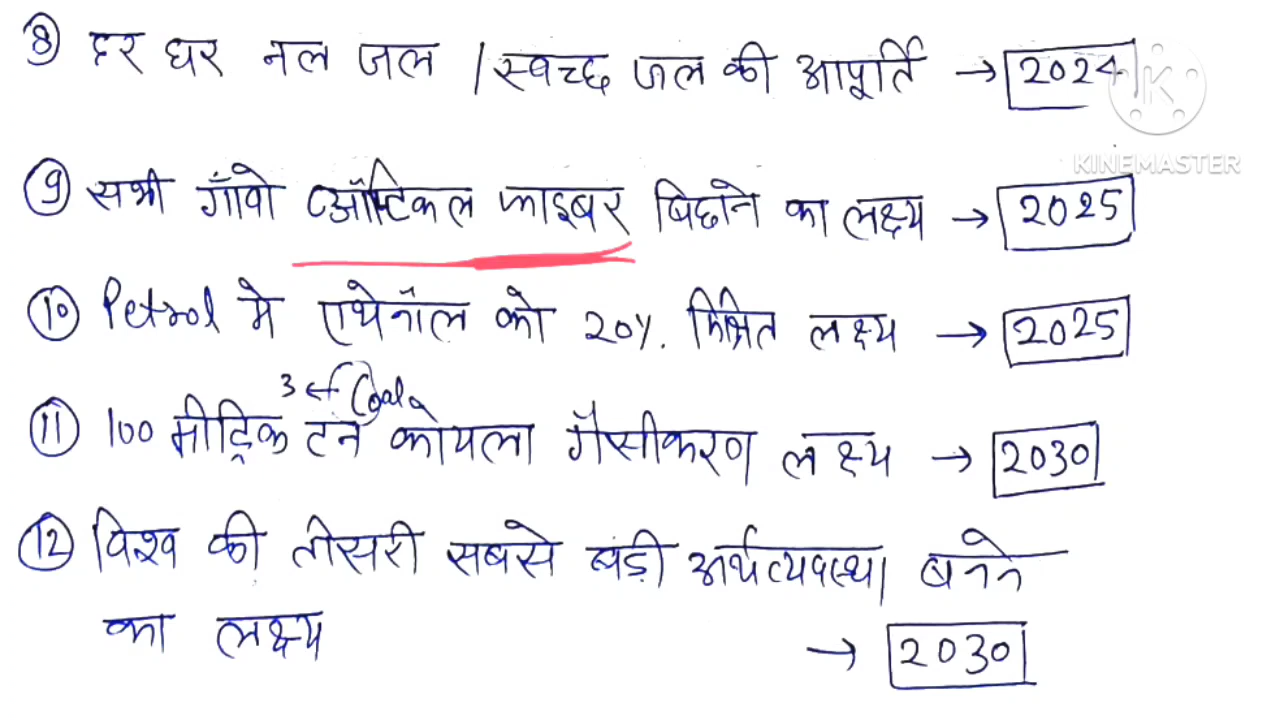 8 हर घर नल जल / स्वच्छ जल की आपूर्ति → 2024
KINEMASTER
9 सभी गाँवो ऑप्टिकल फाइबर बिछाने का लक्ष्य → 2025
10 Petrol मे एथेनॉल को 20%. मिश्रित लक्ष्य → 2025
3 ← Coal
11 100 मीट्रिक टन कोयला गैसीकरण लक्ष्य → 2030
12 विश्व की तीसरी सबसे बड़ी अर्थव्यवस्था बनने
का लक्ष्य → 2030